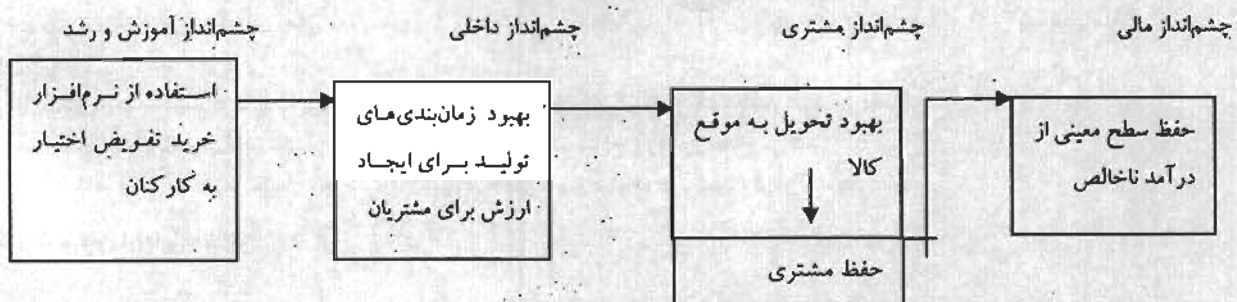 چشم‌انداز آموزش و رشد
استفاده از نرم‌افزار
خرید تفویض اختیار
به کارکنان
چشم‌انداز داخلی
بهبود زمان‌بندی‌های
تولید برای ایجاد
ارزش برای مشتریان
چشم‌انداز مشتری
بهبود تحویل به موقع
کالا
حفظ مشتری
چشم‌انداز مالی
حفظ سطح معینی از
درآمد ناخالص